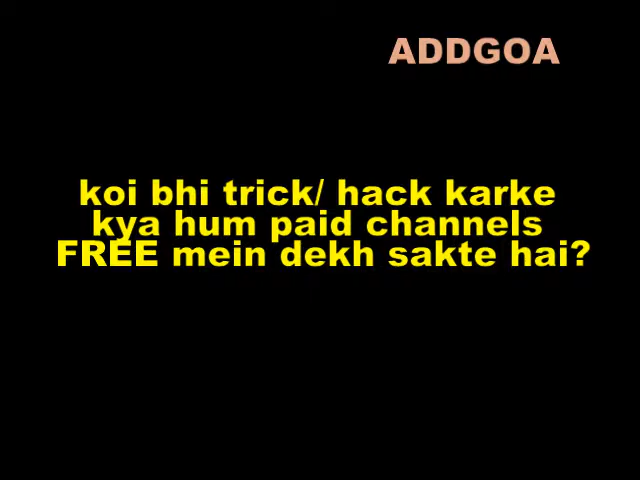 ADDGOA
koi bhi trick/ hack karke
kya hum paid channels
FREE mein dekh sakte hai?